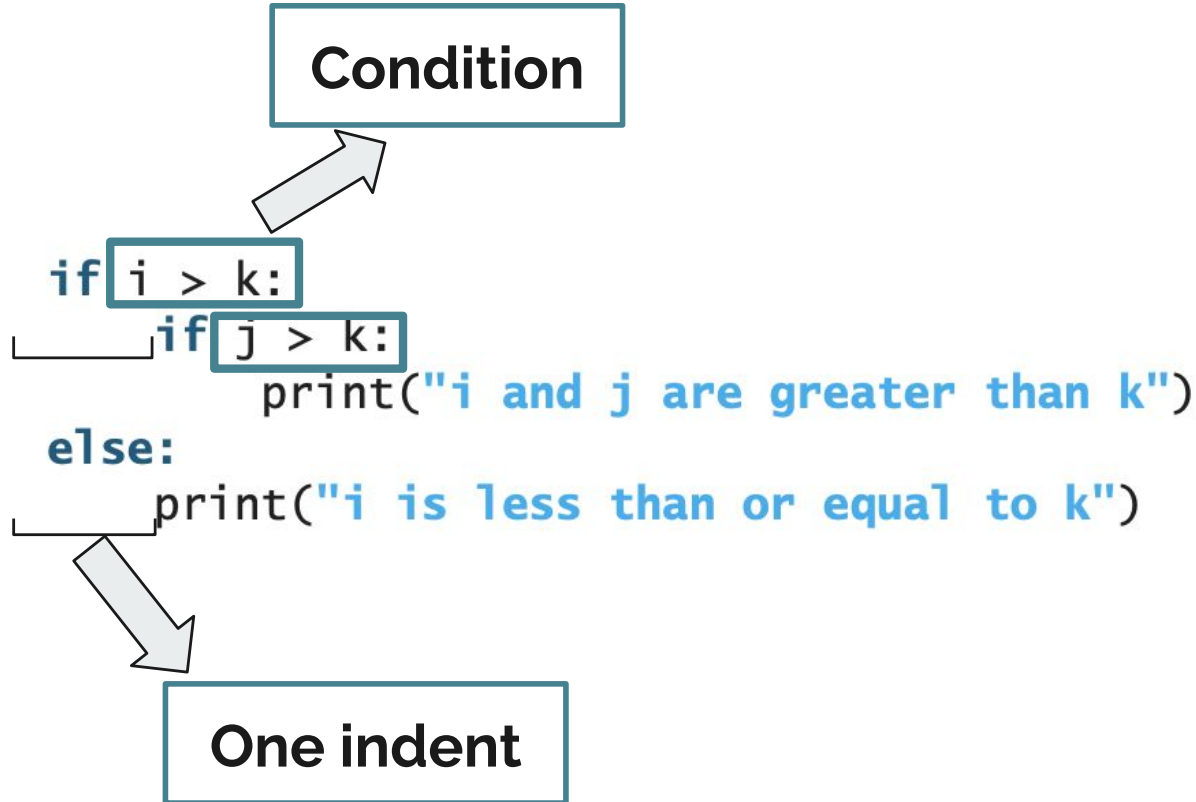 Condition
if i > k:
if j > k:
print("i and j are greater than k")
else:
print("i is less than or equal to k")
One indent